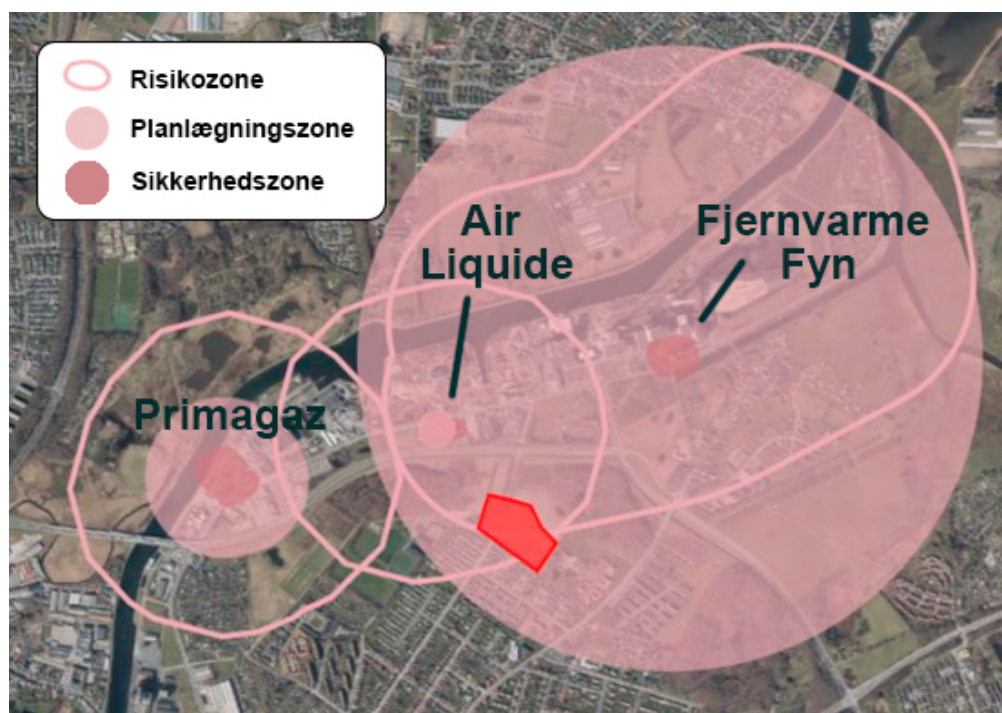 Risikozone
Planlægningszone
Sikkerhedszone
Air
Liquide
Fjernvarme
Fyn
Primagaz